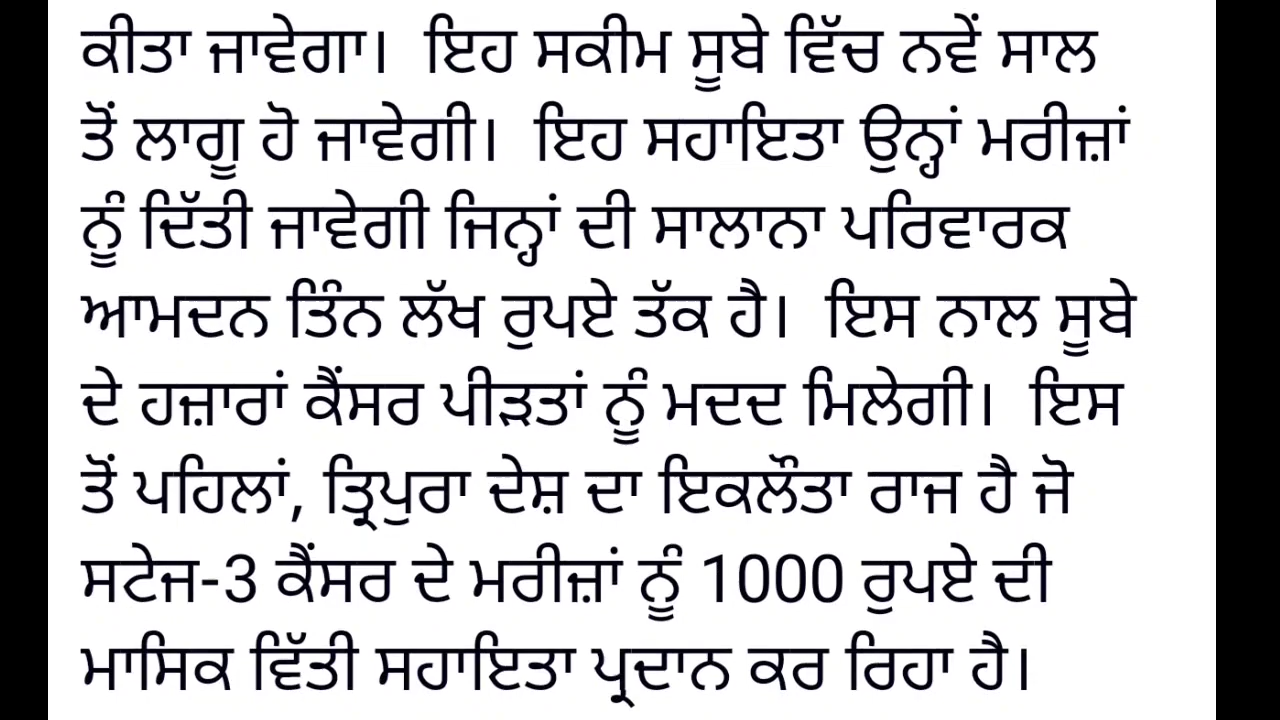 ਕੀਤਾ ਜਾਵੇਗਾ। ਇਹ ਸਕੀਮ ਸੂਬੇ ਵਿੱਚ ਨਵੇਂ ਸਾਲ
ਤੋਂ ਲਾਗੂ ਹੋ ਜਾਵੇਗੀ। ਇਹ ਸਹਾਇਤਾ ਉਨ੍ਹਾਂ ਮਰੀਜ਼ਾਂ
ਨੂੰ ਦਿੱਤੀ ਜਾਵੇਗੀ ਜਿਨ੍ਹਾਂ ਦੀ ਸਾਲਾਨਾ ਪਰਿਵਾਰਕ
ਆਮਦਨ ਤਿੰਨ ਲੱਖ ਰੁਪਏ ਤੱਕ ਹੈ। ਇਸ ਨਾਲ ਸੂਬੇ
ਦੇ ਹਜ਼ਾਰਾਂ ਕੈਂਸਰ ਪੀੜਤਾਂ ਨੂੰ ਮਦਦ ਮਿਲੇਗੀ। ਇਸ
ਤੋਂ ਪਹਿਲਾਂ, ਤ੍ਰਿਪੁਰਾ ਦੇਸ਼ ਦਾ ਇਕਲੌਤਾ ਰਾਜ ਹੈ ਜੋ
ਸਟੇਜ-3 ਕੈਂਸਰ ਦੇ ਮਰੀਜ਼ਾਂ ਨੂੰ 1000 ਰੁਪਏ ਦੀ
ਮਾਸਿਕ ਵਿੱਤੀ ਸਹਾਇਤਾ ਪ੍ਰਦਾਨ ਕਰ ਰਿਹਾ ਹੈ।